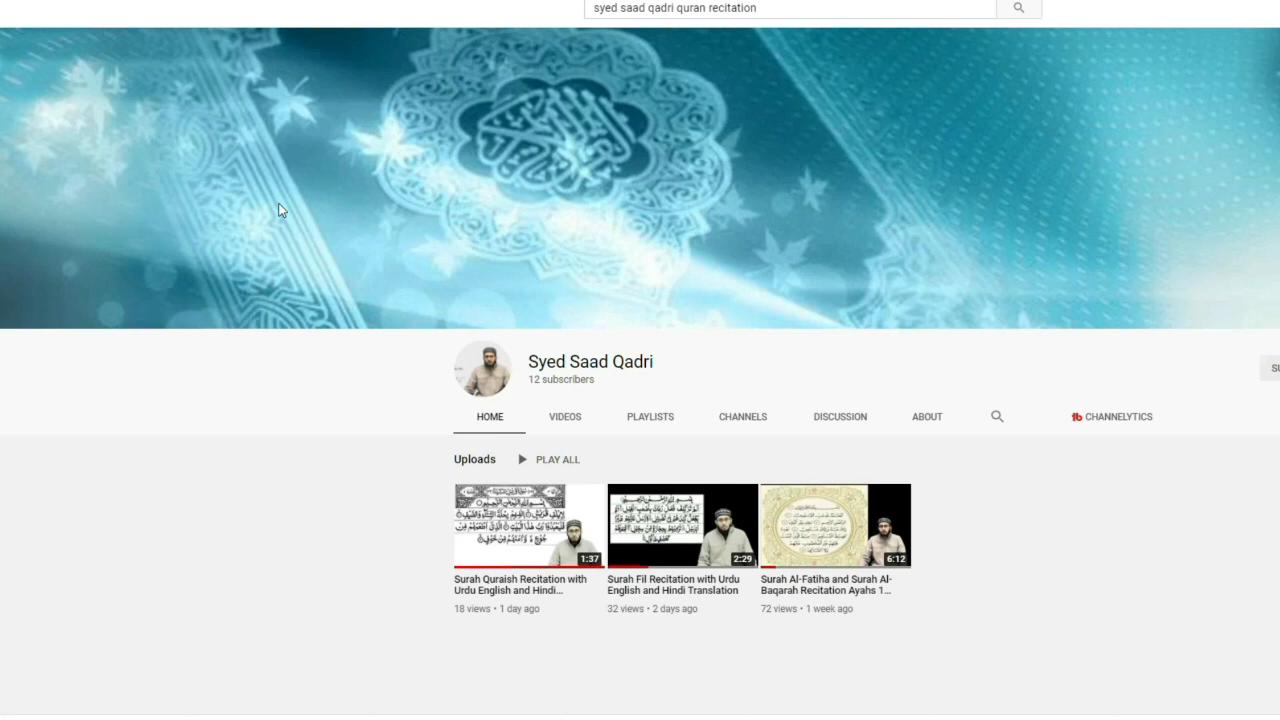 syed saad qadri quran recitation
Syed Saad Qadri
12 subscribers
SU
HOME VIDEOS PLAYLISTS CHANNELS DISCUSSION ABOUT CHANNELYTICS
Uploads PLAY ALL
1:37 2:29 6:12
Surah Quraish Recitation with
Urdu English and Hindi...
18 views • 1 day ago
Surah Fil Recitation with Urdu
English and Hindi Translation
32 views • 2 days ago
Surah Al-Fatiha and Surah Al-
Baqarah Recitation Ayahs 1...
72 views • 1 week ago